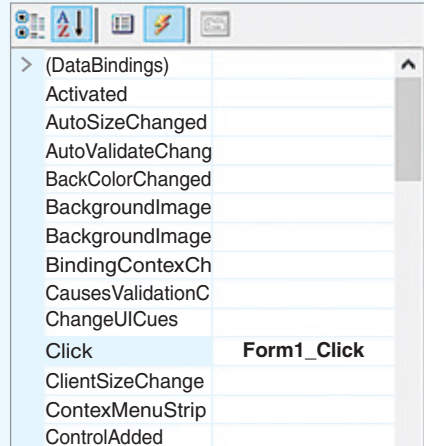 A
Z
(DataBindings)
Activated
AutoSizeChanged
AutoValidateChang
BackColorChanged
BackgroundImage
BackgroundImage
BindingContexCh
CausesValidationC
ChangeUICues
Click Form1_Click
ClientSizeChange
ContexMenuStrip
ControlAdded